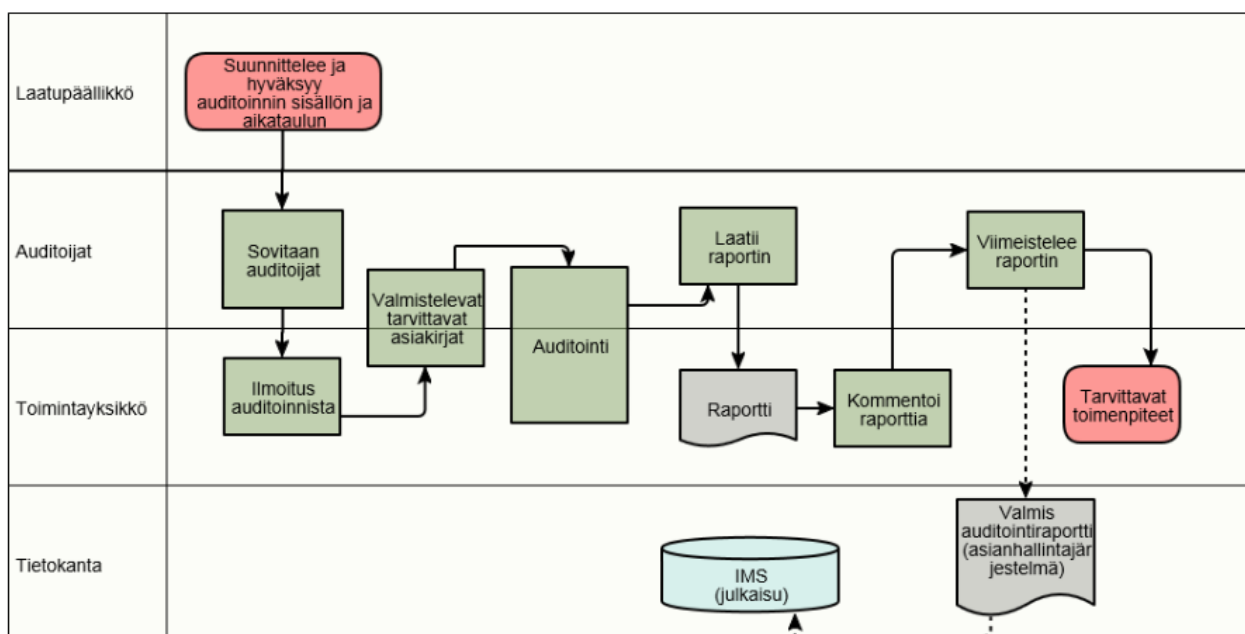 Laatupäällikkö
Suunnittelee ja
hyväksyy
auditoinnin sisällön ja
aikataulun
Auditoijat
Sovitaan
auditoijat
Valmistelevat
tarvittavat
asiakirjat
Auditointi
Laatii
raportin
Viimeistelee
raportin
Toimintayksikkö
Ilmoitus
auditoinnista
Raportti
Kommentoi
raporttia
Tarvittavat
toimenpiteet
Tietokanta
IMS
(julkaisu)
Valmis
auditointiraportti
(asianhallintajär
jestelmä)